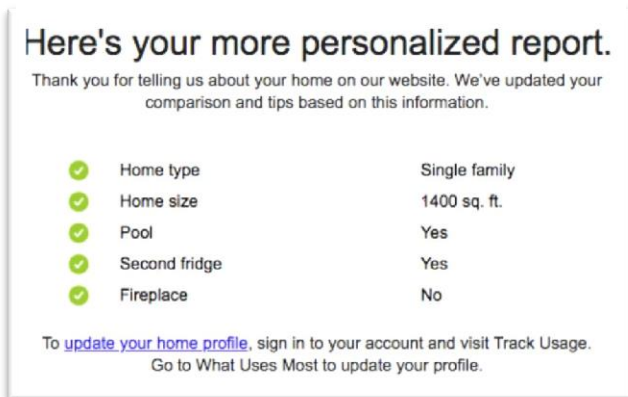 Here's your more personalized report.
Thank you for telling us about your home on our website. We've updated your
comparison and tips based on this information.
Home type Single family
Home size 1400 sq. ft.
Pool Yes
Second fridge Yes
Fireplace No
To update your home profile, sign in to your account and visit Track Usage.
Go to What Uses Most to update your profile.